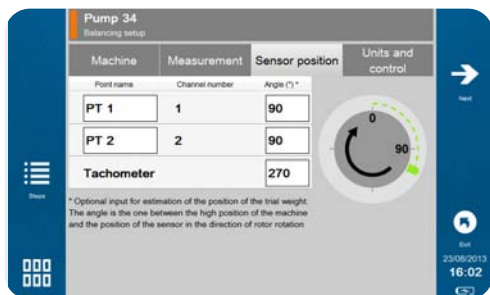 Pump 34
Balancing setup
Machine
Measurement
Sensor position
Units and
control
Point name
Channel number
Angle (°) *
PT 1
1
90
PT 2
2
90
Tachometer
270
0
90
* Optional input for estimation of the position of the trial weight.
The angle is the one between the high position of the machine
and the position of the sensor in the direction of rotor rotation
Steps
Next
Exit
23/08/2013
16:02